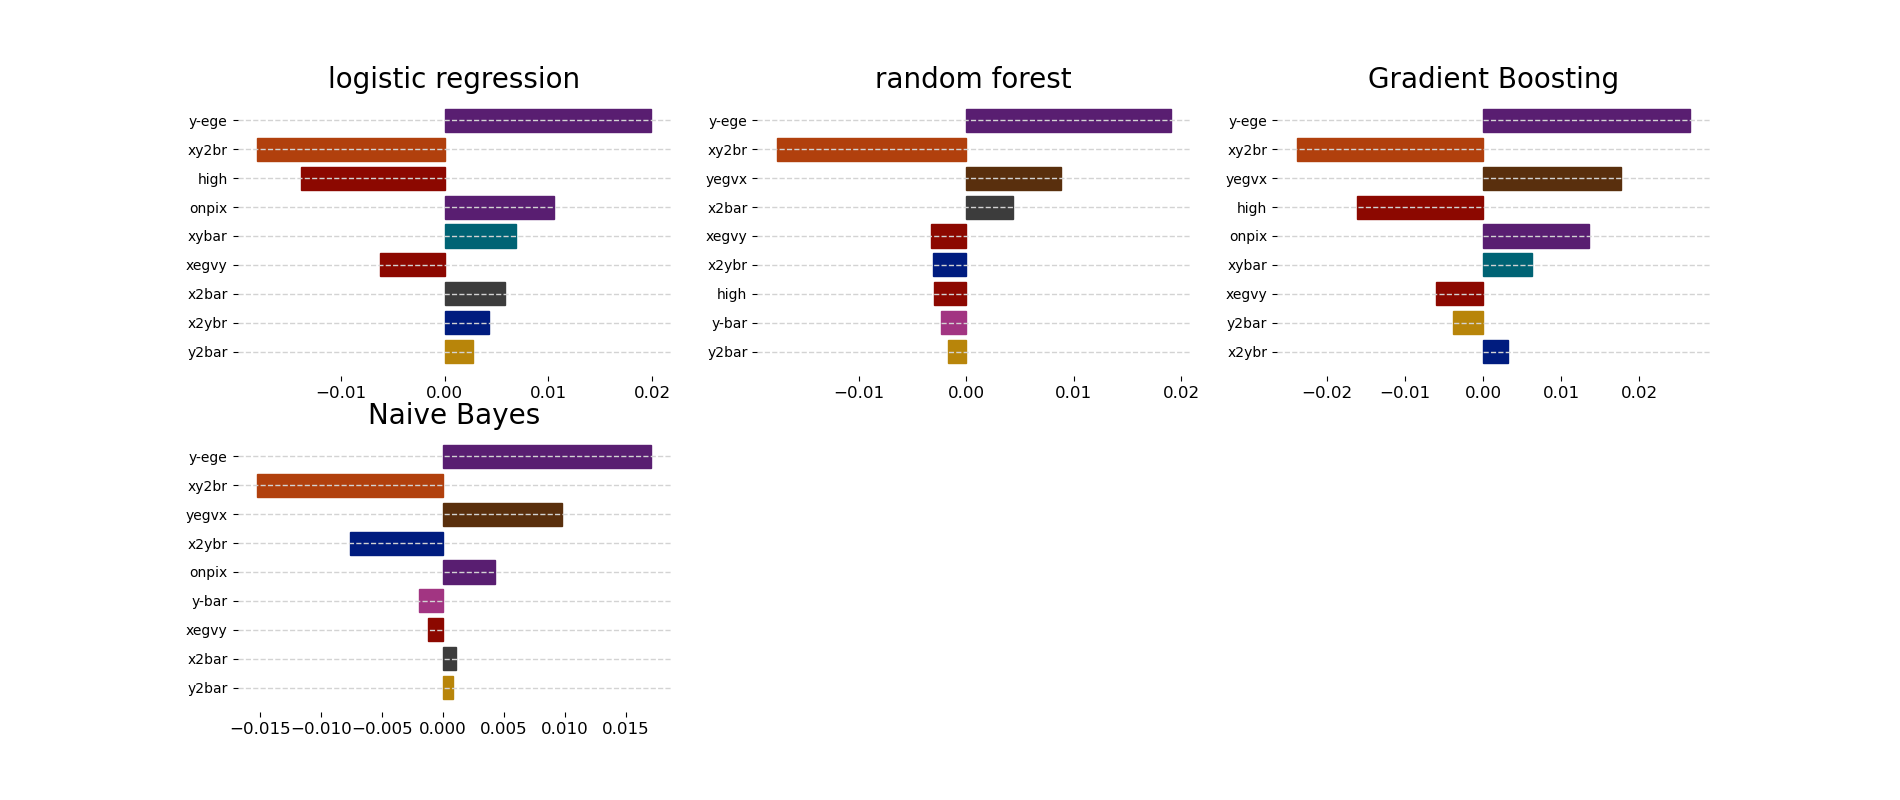 logistic regression
y-ege
xy2br
high
onpix
xybar
xegvy
x2bar
x2ybr
y2bar
−0.01 0.00 0.01 0.02
random forest
y-ege
xy2br
yegvx
x2bar
xegvy
x2ybr
high
y-bar
y2bar
−0.01 0.00 0.01 0.02
Gradient Boosting
y-ege
xy2br
yegvx
high
onpix
xybar
xegvy
y2bar
x2ybr
−0.02 −0.01 0.00 0.01 0.02
Naive Bayes
y-ege
xy2br
yegvx
x2ybr
onpix
y-bar
xegvy
x2bar
y2bar
−0.015 −0.010 −0.005 0.000 0.005 0.010 0.015